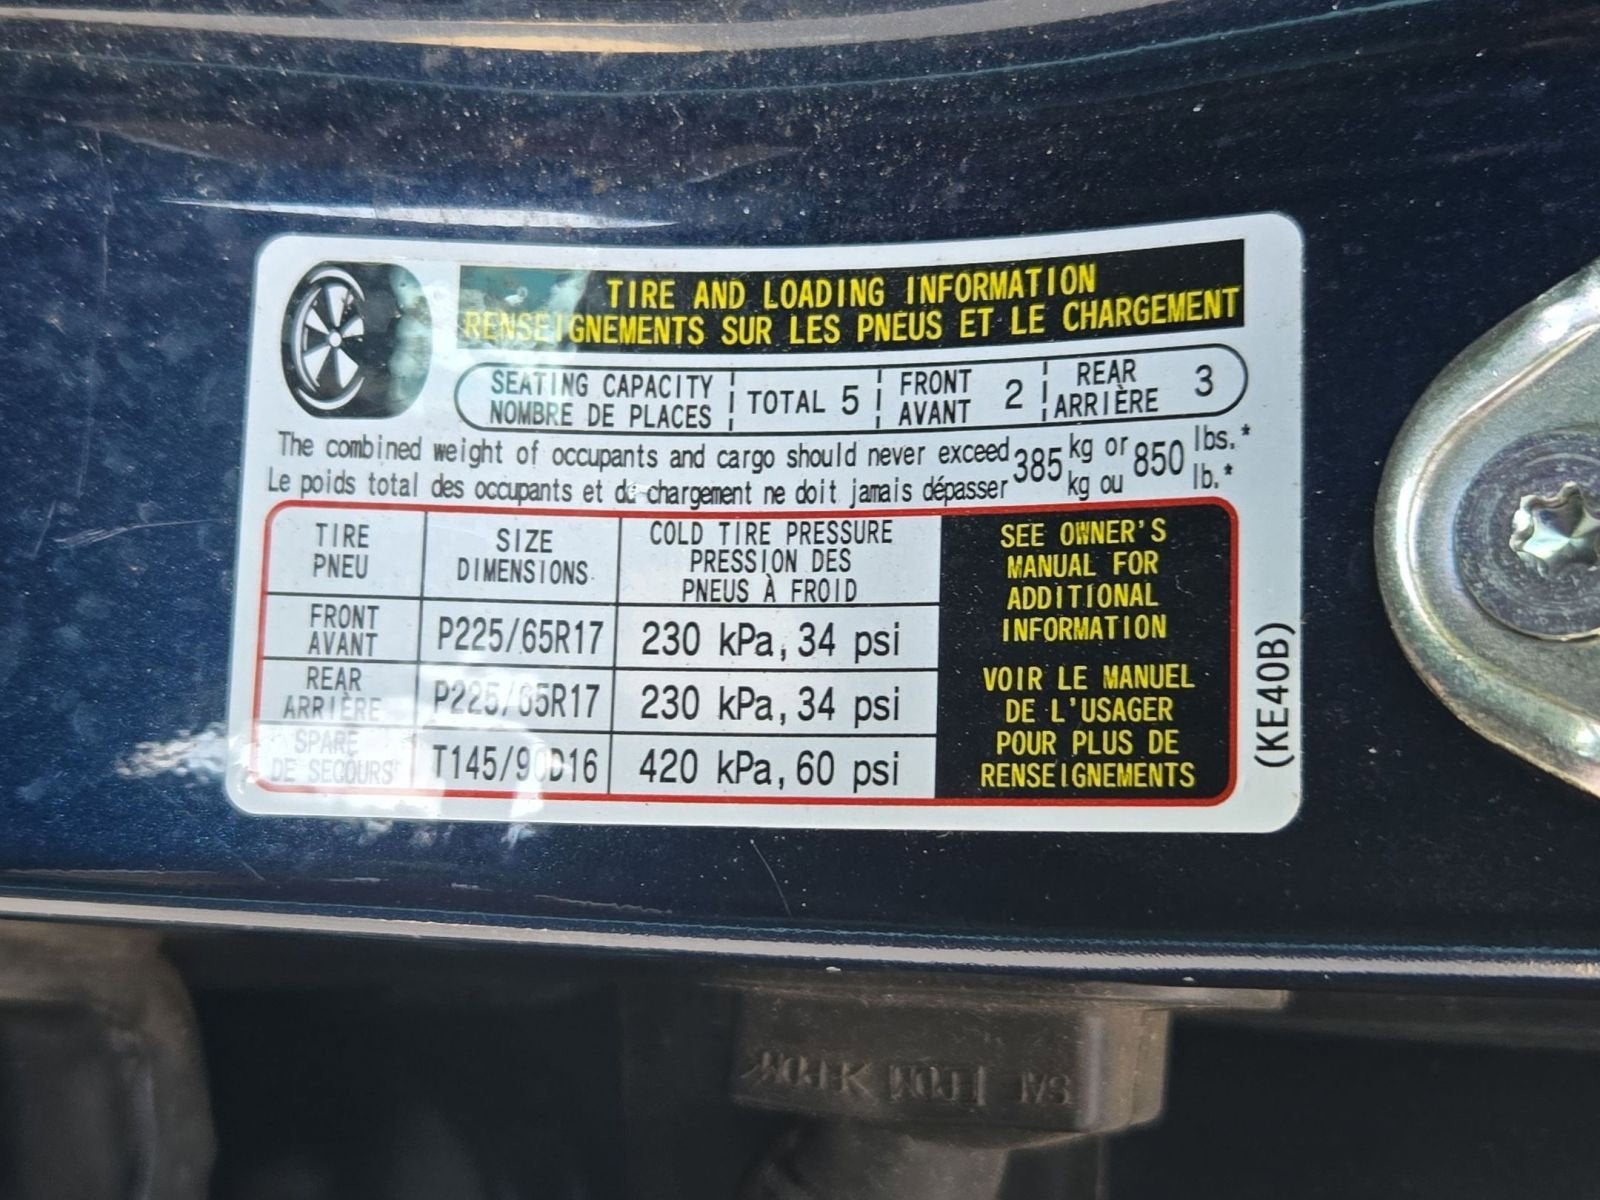 TIRE AND LOADING INFORMATION
RENSEIGNEMENTS SUR LES PNEUS ET LE CHARGEMENT
SEATING CAPACITY
NOMBRE DE PLACES
TOTAL 5
FRONT
AVANT
2
REAR
ARRIÈRE
3
The combined weight of occupants and cargo should never exceed 385 kg or 850 lbs.*
Le poids total des occupants et du chargement ne doit jamais dépasser kg ou lb.*
TIRE
PNEU
SIZE
DIMENSIONS
COLD TIRE PRESSURE
PRESSION DES
PNEUS À FROID
FRONT
AVANT
P225/65R17
230 kPa, 34 psi
REAR
ARRIÈRE
P225/65R17
230 kPa, 34 psi
SPARE
DE SECOURS
T145/90D16
420 kPa, 60 psi
SEE OWNER'S
MANUAL FOR
ADDITIONAL
INFORMATION
VOIR LE MANUEL
DE L'USAGER
POUR PLUS DE
RENSEIGNEMENTS
(KE40B)